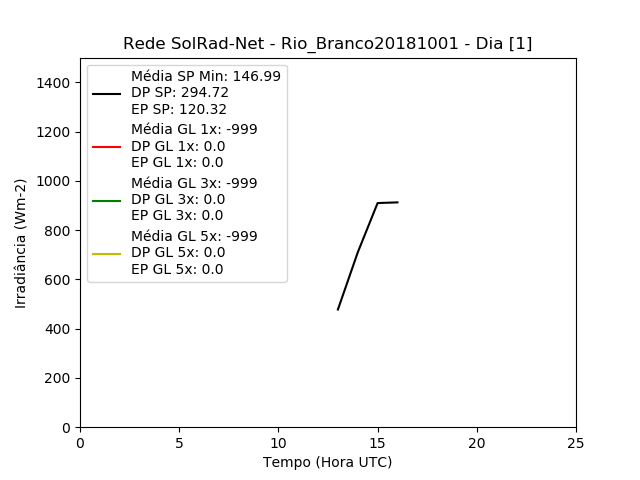 Rede SolRad-Net - Rio_Branco20181001 - Dia [1]
Média SP Min: 146.99
DP SP: 294.72
EP SP: 120.32
Média GL 1x: -999
DP GL 1x: 0.0
EP GL 1x: 0.0
Média GL 3x: -999
DP GL 3x: 0.0
EP GL 3x: 0.0
Média GL 5x: -999
DP GL 5x: 0.0
EP GL 5x: 0.0
Irradiância (Wm-2)
1400
1200
1000
800
600
400
200
0
0 5 10 15 20 25
Tempo (Hora UTC)